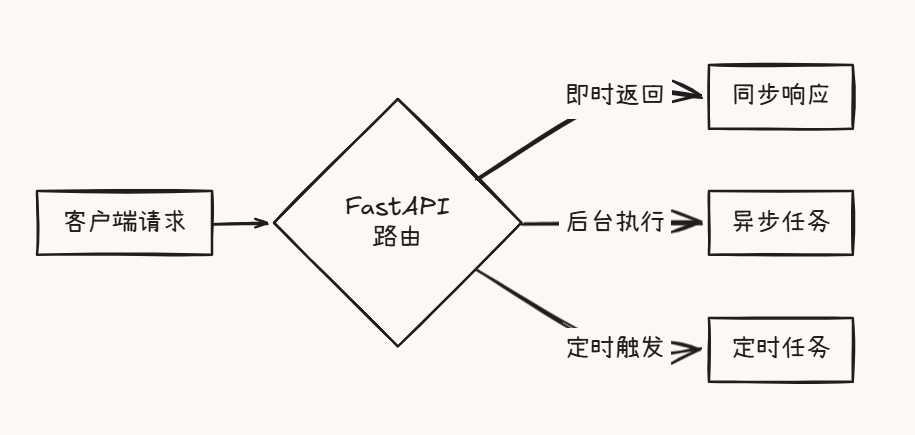 客户端请求
FastAPI
路由
即时返回
同步响应
后台执行
异步任务
定时触发
定时任务